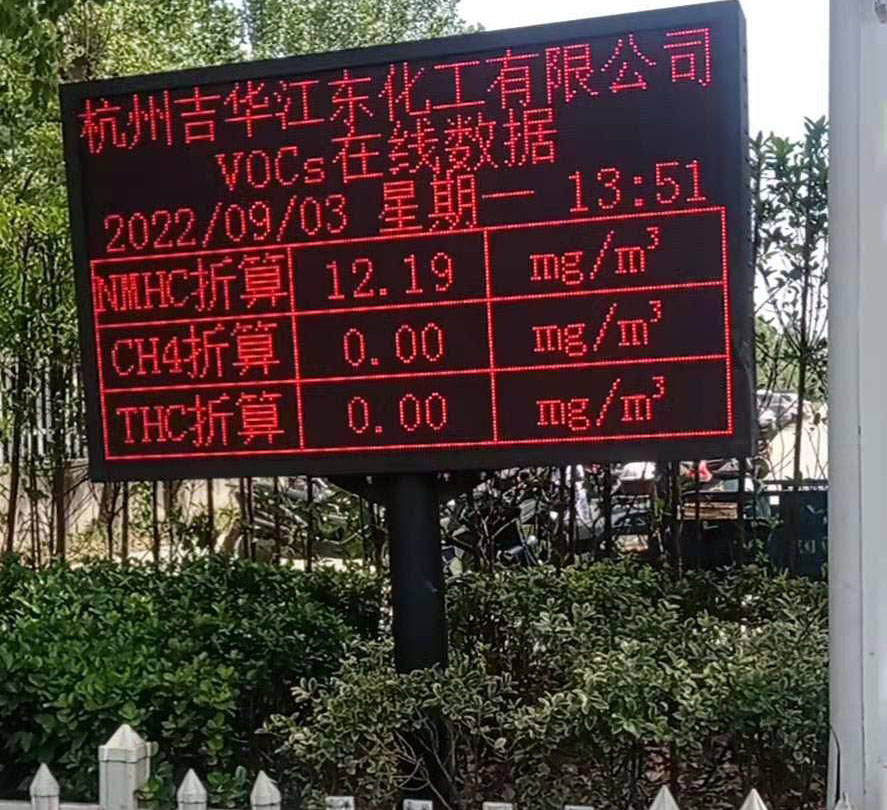 杭州吉华江东化工有限公司
VOCs在线数据
2022/09/03 星期一 13:51
NMHC折算 12.19 mg/m³
CH4折算 0.00 mg/m³
THC折算 0.00 mg/m³